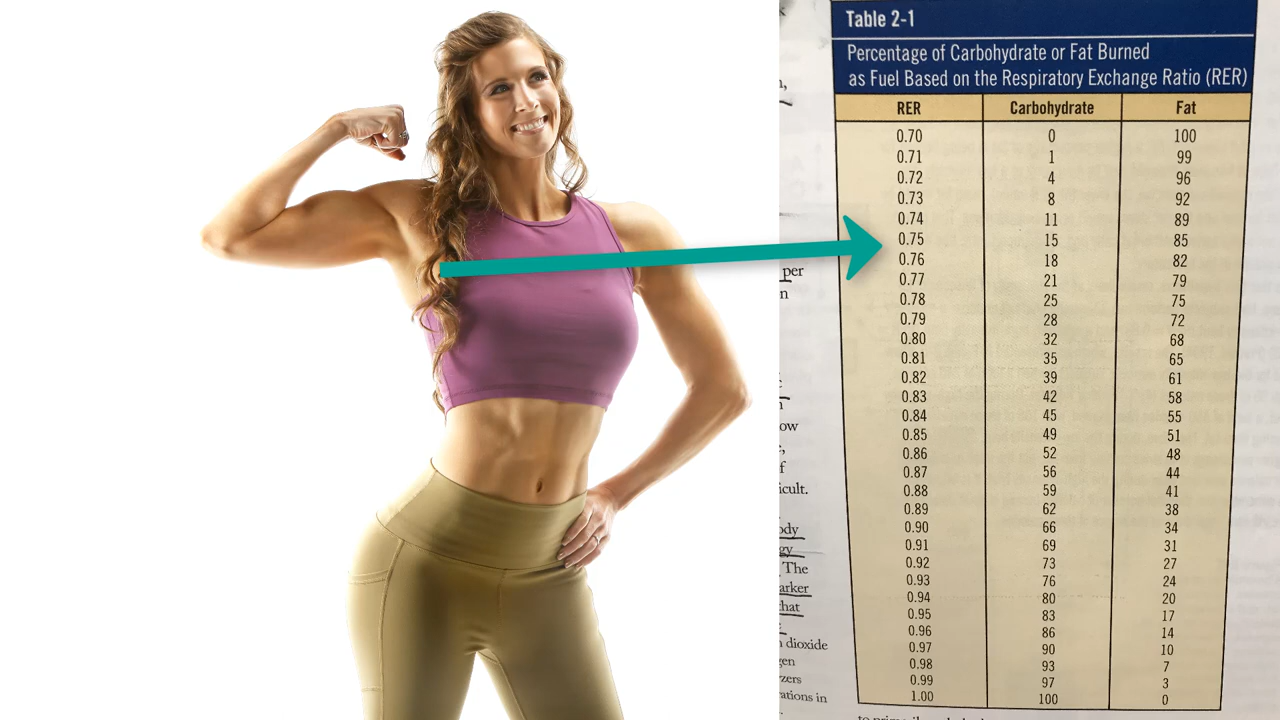 Table 2-1
Percentage of Carbohydrate or Fat Burned
as Fuel Based on the Respiratory Exchange Ratio (RER)
RER Carbohydrate Fat
0.70 0 100
0.71 1 99
0.72 4 96
0.73 8 92
0.74 11 89
0.75 15 85
0.76 18 82
0.77 21 79
0.78 25 75
0.79 28 72
0.80 32 68
0.81 35 65
0.82 39 61
0.83 42 58
0.84 45 55
0.85 49 51
0.86 52 48
0.87 56 44
0.88 59 41
0.89 62 38
0.90 66 34
0.91 69 31
0.92 73 27
0.93 76 24
0.94 80 20
0.95 83 17
0.96 86 14
0.97 90 10
0.98 93 7
0.99 97 3
1.00 100 0
per
n
ow
icult.
ody
gy
The
arker
hat
dioxide
gen
zers
ations in